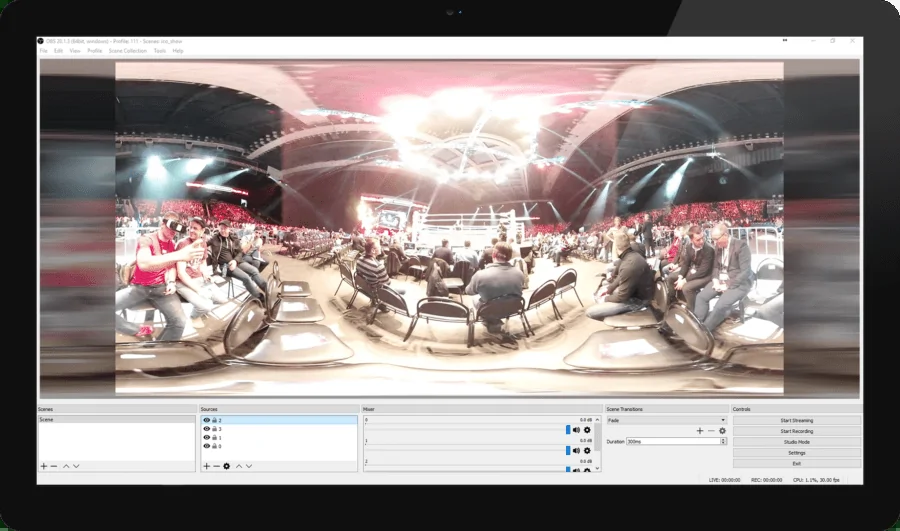 OBS 20.1.3 (64bit, windows) - Profile: 111 - Scenes: iris_show
File Edit View Profile Scene Collection Tools Help
Scenes
Scene
Sources
2
3
1
0
Mixer
0 0.0 dB
1 0.0 dB
2 0.0 dB
Scene Transitions
Fade
Duration 300ms
Controls
Start Streaming
Start Recording
Studio Mode
Settings
Exit
LIVE: 00:00:00 REC: 00:00:00 CPU: 1.1%, 30.00 fps